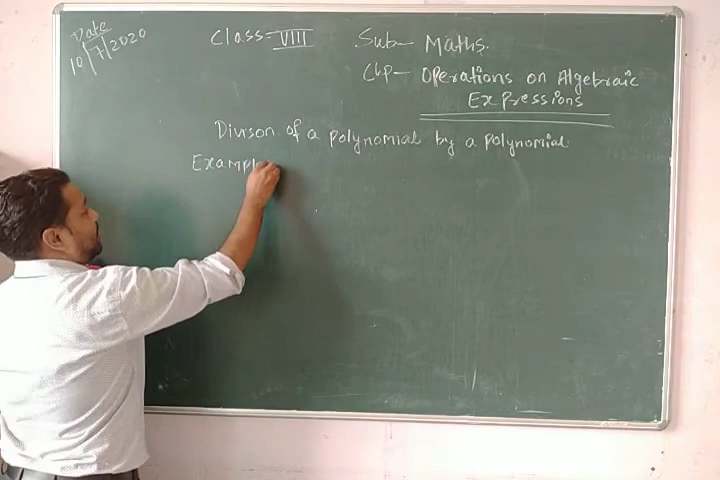 Date
10/7/2020
Class:- VIII
Sub- Maths.
Chp- Operations on Algebraic
Expressions
Divison of a polynomial by a polynomial.
Exampl